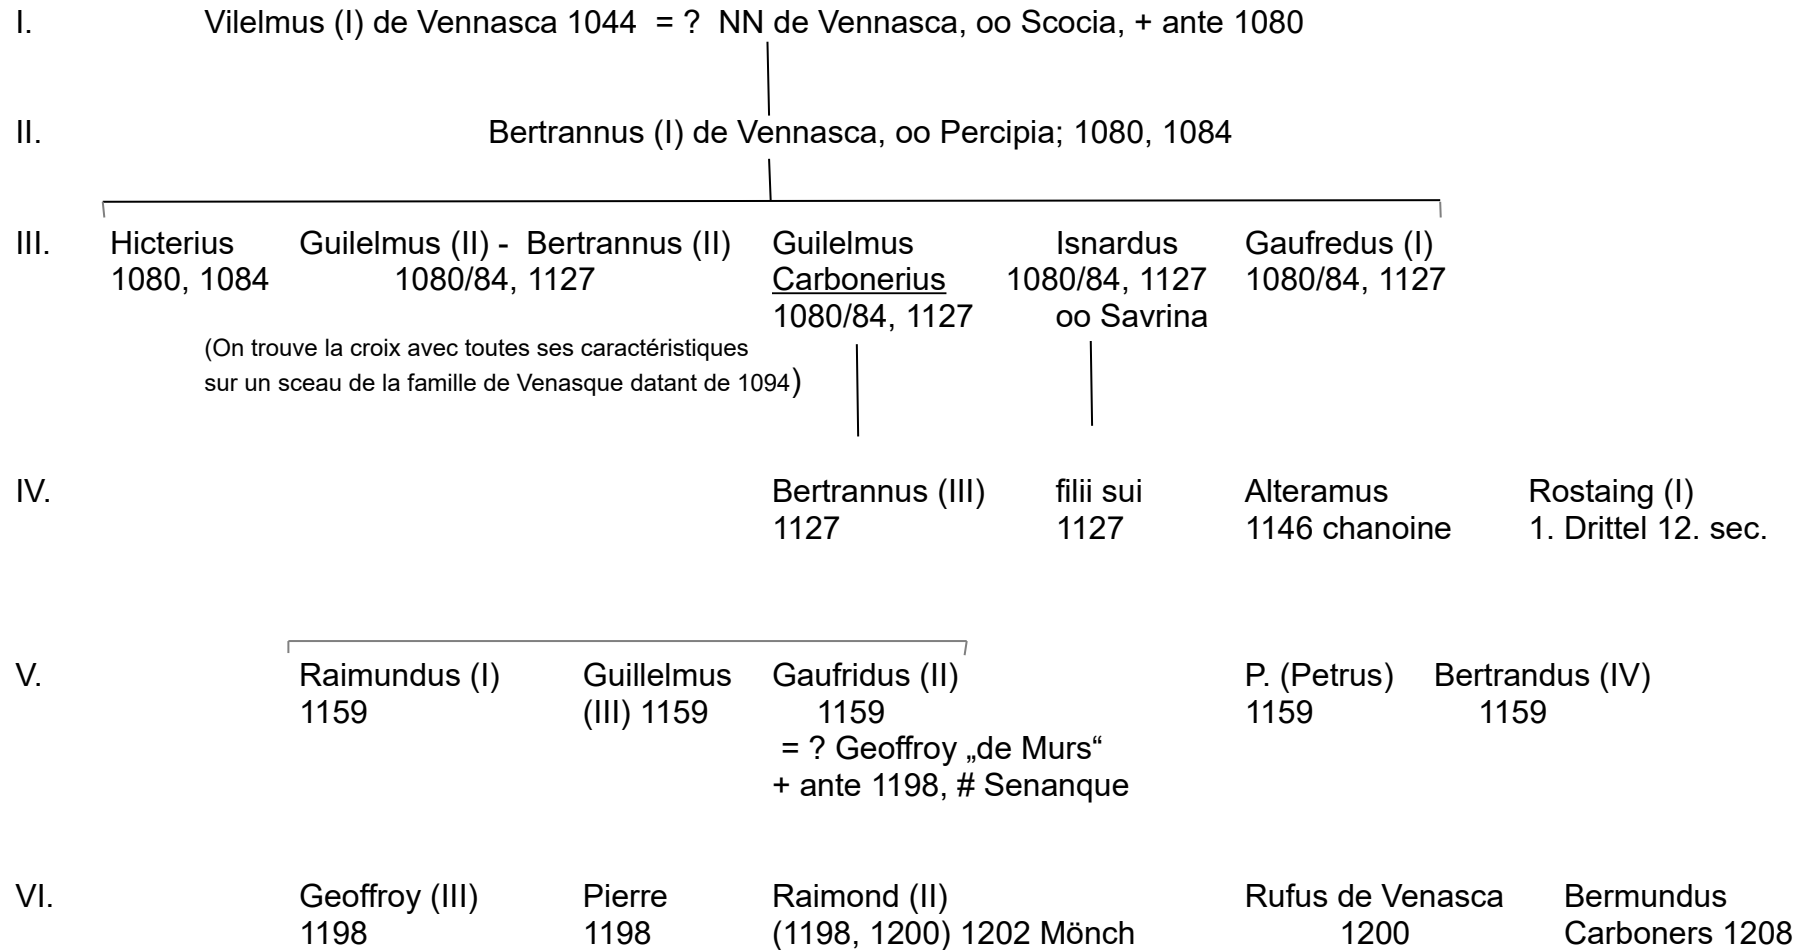 I. Vilelmus (I) de Vennasca 1044 = ? NN de Vennasca, oo Scocia, + ante 1080
II. Bertrannus (I) de Vennasca, oo Percipia; 1080, 1084
III. Hicterius Guilelmus (II) - Bertrannus (II) Guilelmus Isnardus Gaufredus (I)
1080, 1084 1080/84, 1127 Carbonerius 1080/84, 1127 1080/84, 1127
1080/84, 1127 oo Savrina
(On trouve la croix avec toutes ses caractéristiques
sur un sceau de la famille de Venasque datant de 1094)
IV. Bertrannus (III) filii sui Alteramus Rostaing (I)
1127 1127 1146 chanoine 1. Drittel 12. sec.
V. Raimundus (I) Guillelmus Gaufridus (II) P. (Petrus) Bertrandus (IV)
1159 (III) 1159 1159 1159 1159
= ? Geoffroy „de Murs“
+ ante 1198, # Senanque
VI. Geoffroy (III) Pierre Raimond (II) Rufus de Venasca Bermundus
1198 1198 (1198, 1200) 1202 Mönch 1200 Carboners 1208